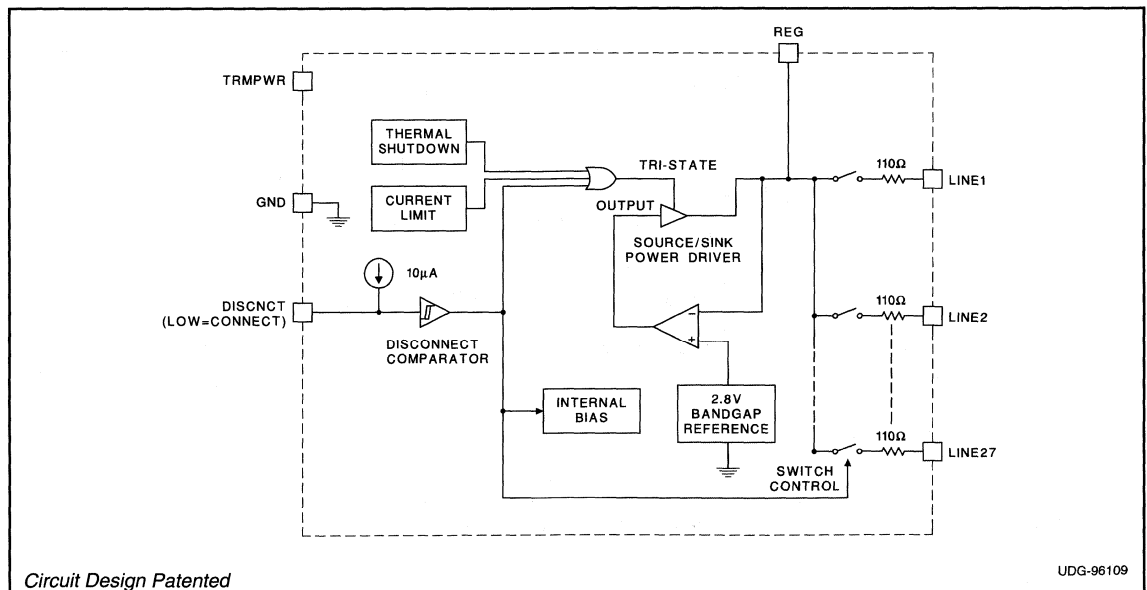 REG
TRMPWR
THERMAL
SHUTDOWN
TRI-STATE
110Ω
LINE1
GND
CURRENT
LIMIT
OUTPUT
SOURCE/SINK
POWER DRIVER
10μA
DISCNCT
(LOW=CONNECT)
DISCONNECT
COMPARATOR
−
+
110Ω
LINE2
INTERNAL
BIAS
2.8V
BANDGAP
REFERENCE
110Ω
LINE27
SWITCH
CONTROL
Circuit Design Patented
UDG-96109